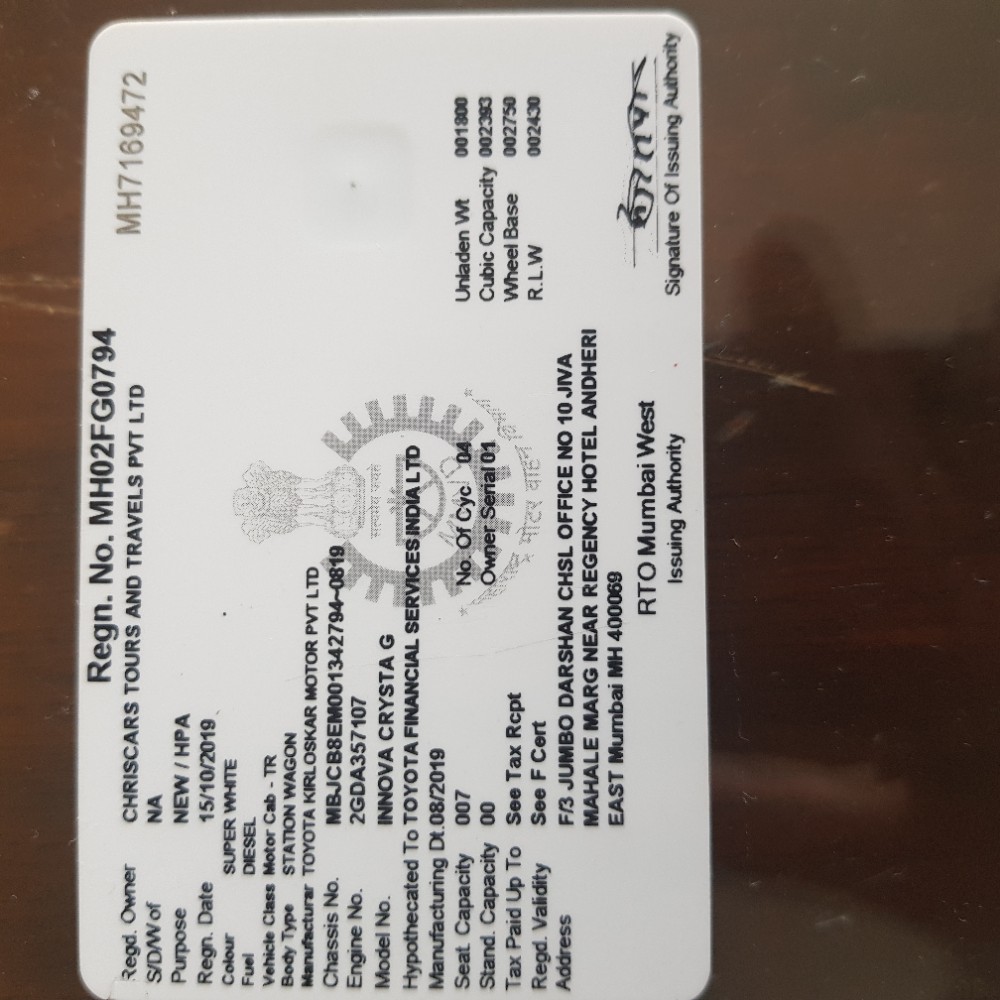 MH7169472
Regn. No. MH02FG0794
Regd. Owner CHRISCARS TOURS AND TRAVELS PVT LTD
S/D/W of NA
Purpose NEW / HPA
Regn. Date 15/10/2019
Colour SUPER WHITE
Fuel DIESEL
Vehicle Class Motor Cab - TR
Body Type STATION WAGON
Manufacturar TOYOTA KIRLOSKAR MOTOR PVT LTD
Chassis No. MBJCB8EM001342794-0819
Engine No. 2GDA357107
Model No. INNOVA CRYSTA G
Hypothecated To TOYOTA FINANCIAL SERVICES INDIA LTD
Manufacturing Dt. 08/2019
Seat Capacity 007 No. Of Cyc 04 Unladen Wt 001800
Stand. Capacity 00 Owner Serial 01 Cubic Capacity 002393
Tax Paid Up To See Tax Rcpt Wheel Base 002750
Regd. Validity See F Cert R.L.W 002430
Address F/3 JUMBO DARSHAN CHSL OFFICE NO 10 JIVA
MAHALE MARG NEAR REGENCY HOTEL ANDHERI
EAST Mumbai MH 400069
RTO Mumbai West
Issuing Authority
Signature Of Issuing Authority
सत्यमेव जयते